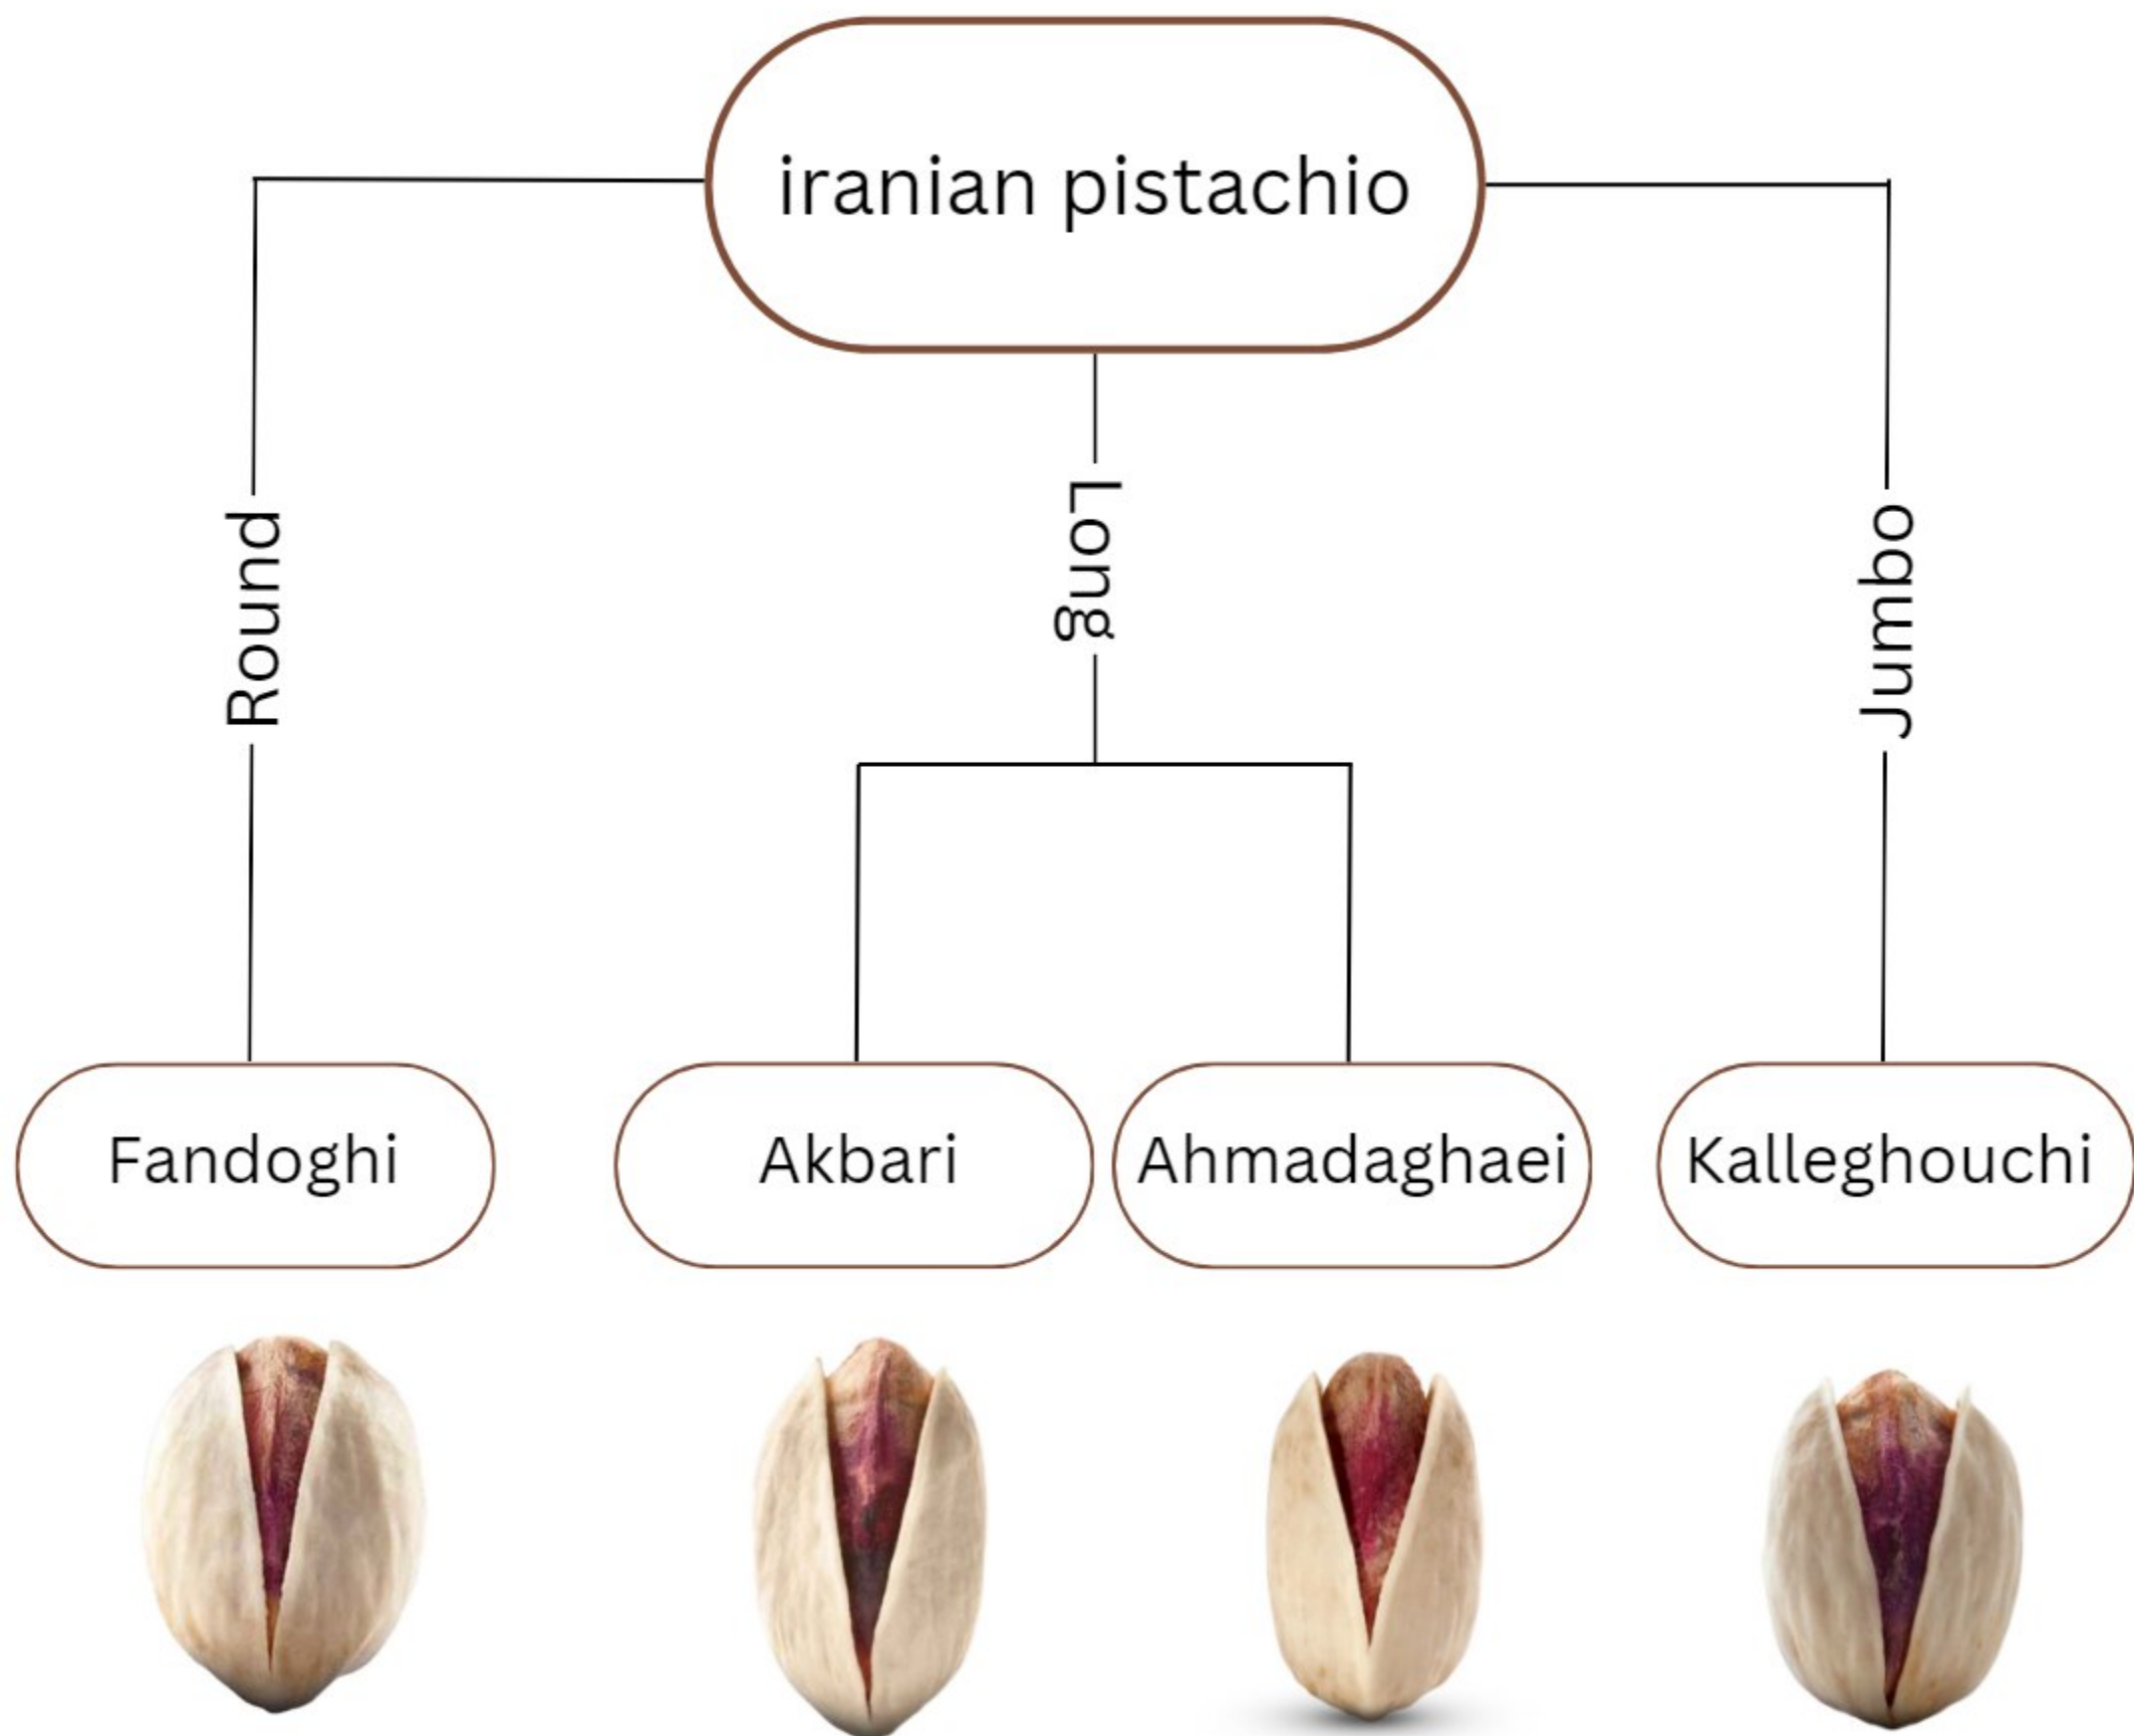 iranian pistachio
Round
Long
Jumbo
Fandoghi
Akbari
Ahmadaghaei
Kalleghouchi